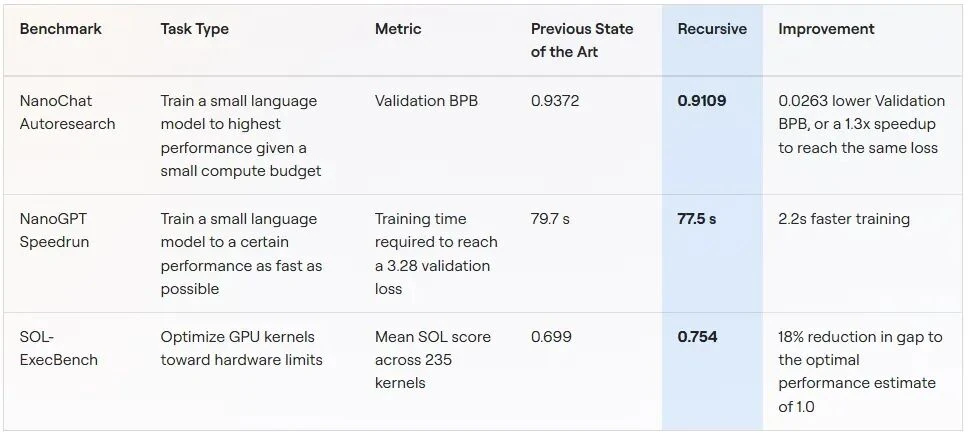 Benchmark
Task Type
Metric
Previous State
of the Art
Recursive
Improvement
NanoChat
Autoresearch
Train a small language
model to highest
performance given a
small compute budget
Validation BPB
0.9372
0.9109
0.0263 lower Validation
BPB, or a 1.3x speedup
to reach the same loss
NanoGPT
Speedrun
Train a small language
model to a certain
performance as fast as
possible
Training time
required to reach
a 3.28 validation
loss
79.7 s
77.5 s
2.2s faster training
SOL-
ExecBench
Optimize GPU kernels
toward hardware limits
Mean SOL score
across 235
kernels
0.699
0.754
18% reduction in gap to
the optimal
performance estimate
of 1.0